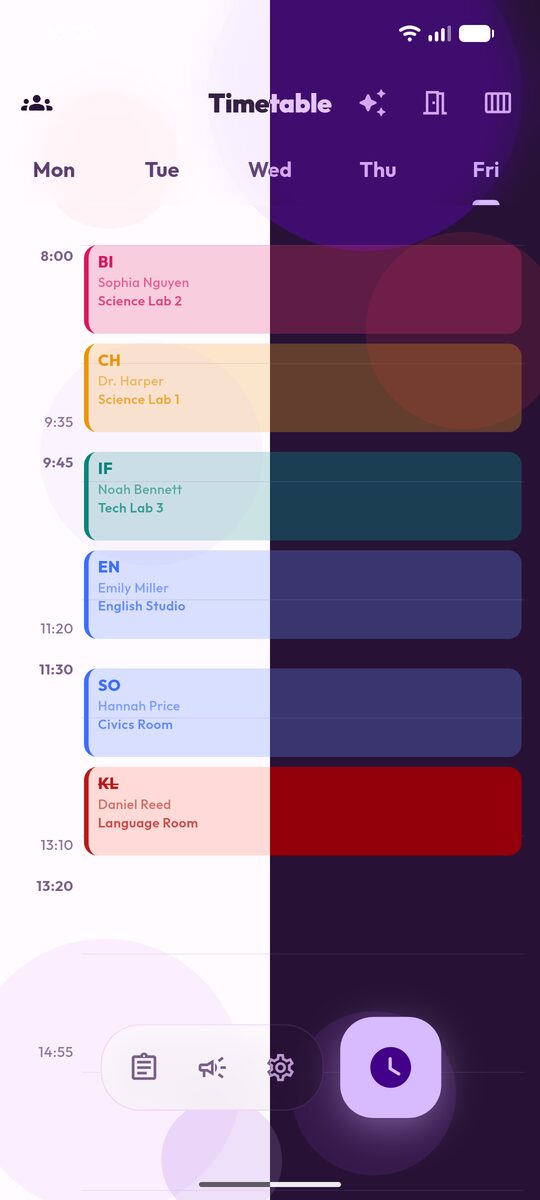 Timetable
Mon Tue Wed Thu Fri
8:00
BI
Sophia Nguyen
Science Lab 2
CH
Dr. Harper
Science Lab 1
9:35
9:45
IF
Noah Bennett
Tech Lab 3
EN
Emily Miller
English Studio
11:20
11:30
SO
Hannah Price
Civics Room
KL
Daniel Reed
Language Room
13:10
13:20
14:55